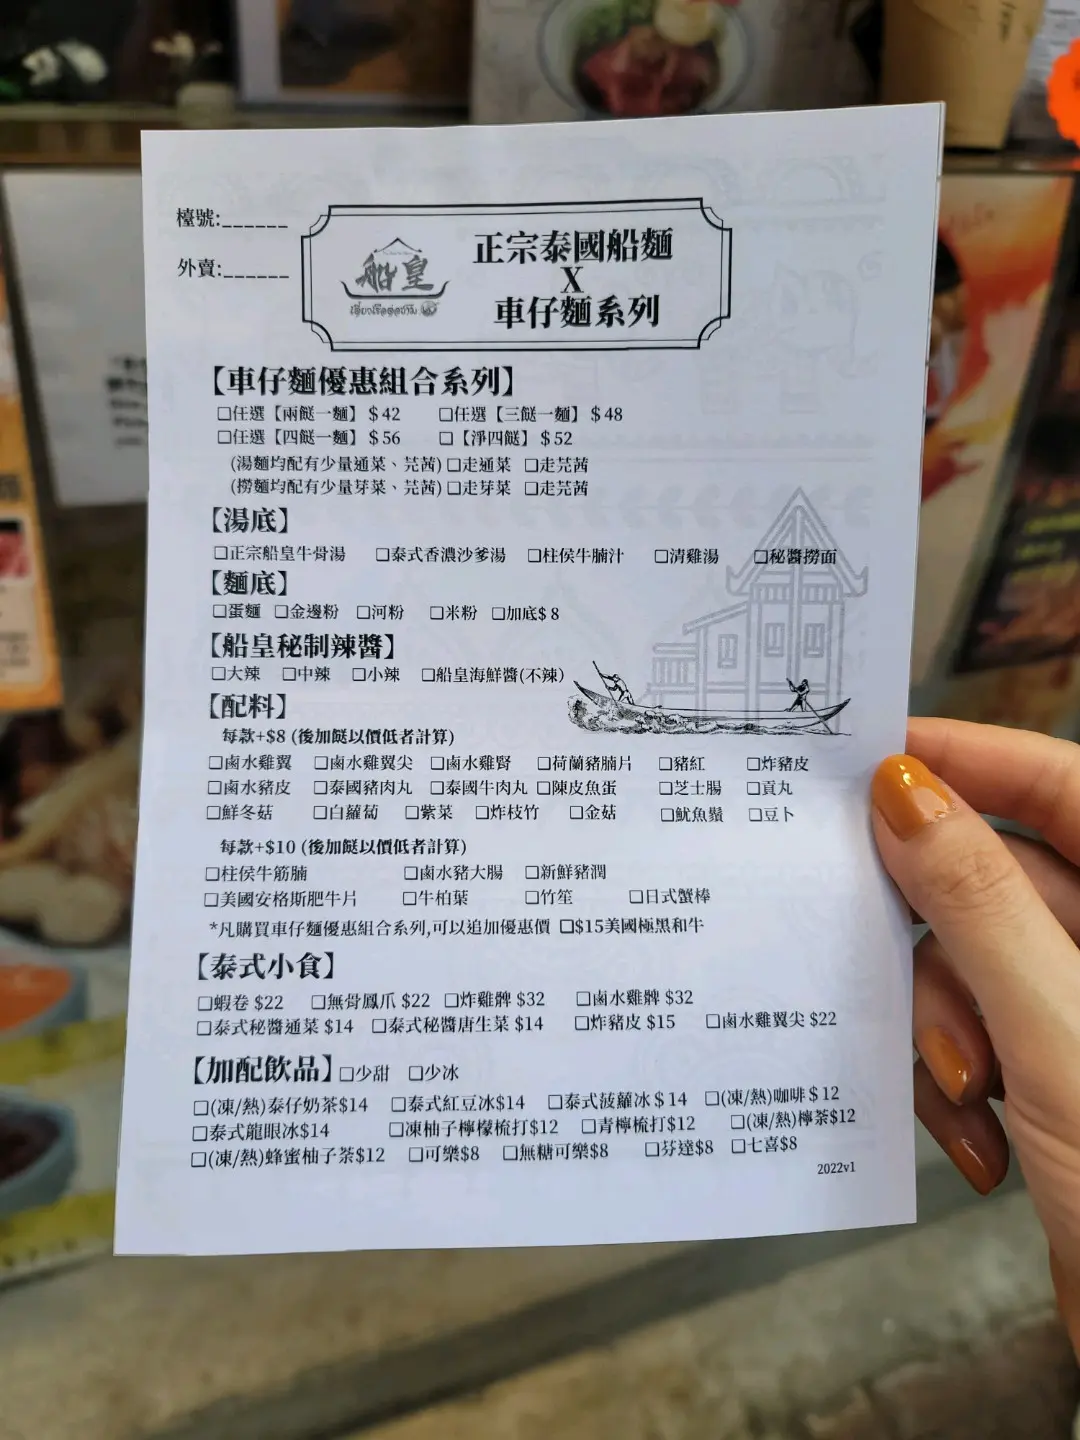 檯號:______
外賣:______
船皇
正宗泰國船麵
X
車仔麵系列
【車仔麵優惠組合系列】
❏任選【兩餸一麵】$42 ❏任選【三餸一麵】$48
❏任選【四餸一麵】$56 ❏【淨四餸】$52
(湯麵均配有少量通菜、芫茜) ❏走通菜 ❏走芫茜
(撈麵均配有少量芽菜、芫茜) ❏走芽菜 ❏走芫茜
【湯底】
❏正宗船皇牛骨湯 ❏泰式香濃沙爹湯 ❏柱侯牛腩汁 ❏清雞湯 ❏秘醬撈面
【麵底】
❏蛋麵 ❏金邊粉 ❏河粉 ❏米粉 ❏加底$8
【船皇秘制辣醬】
❏大辣 ❏中辣 ❏小辣 ❏船皇海鮮醬(不辣)
【配料】
每款+$8 (後加餸以價低者計算)
❏鹵水雞翼 ❏鹵水雞翼尖 ❏鹵水雞腎 ❏荷蘭豬腩片 ❏豬紅 ❏炸豬皮
❏鹵水豬皮 ❏泰國豬肉丸 ❏泰國牛肉丸 ❏陳皮魚蛋 ❏芝士腸 ❏貢丸
❏鮮冬菇 ❏白蘿蔔 ❏紫菜 ❏炸枝竹 ❏金菇 ❏魷魚鬚 ❏豆卜
每款+$10 (後加餸以價低者計算)
❏柱侯牛筋腩 ❏鹵水豬大腸 ❏新鮮豬潤
❏美國安格斯肥牛片 ❏牛柏葉 ❏竹笙 ❏日式蟹棒
*凡購買車仔麵優惠組合系列,可以追加優惠價 ❏$15美國極黑和牛
【泰式小食】
❏蝦卷 $22 ❏無骨鳳爪 $22 ❏炸雞髀 $32 ❏鹵水雞髀 $32
❏泰式秘醬通菜 $14 ❏泰式秘醬唐生菜 $14 ❏炸豬皮 $15 ❏鹵水雞翼尖 $22
【加配飲品】 ❏少甜 ❏少冰
❏(凍/熱)泰仔奶茶$14 ❏泰式紅豆冰$14 ❏泰式菠蘿冰$14 ❏(凍/熱)咖啡$12
❏泰式龍眼冰$14 ❏凍柚子檸檬梳打$12 ❏青檸梳打$12 ❏(凍/熱)檸茶$12
❏(凍/熱)蜂蜜柚子茶$12 ❏可樂$8 ❏無糖可樂$8 ❏芬達$8 ❏七喜$8
2022v1